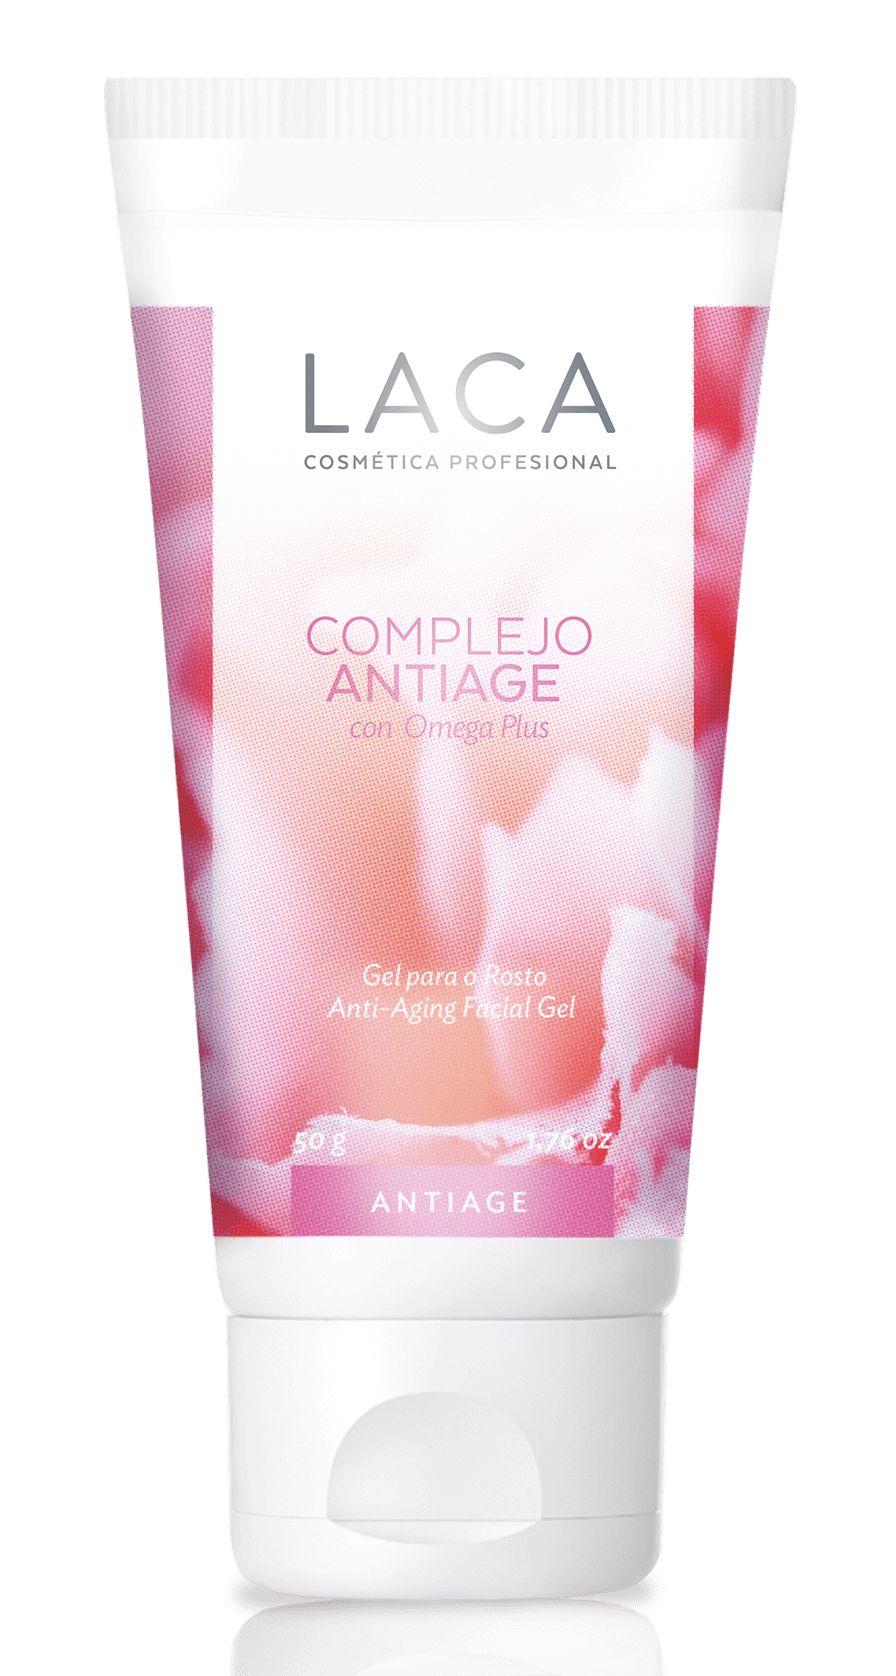 LACA
COSMÉTICA PROFESIONAL
COMPLEJO
ANTIAGE
con Omega Plus
Gel para o Rosto
Anti-Aging Facial Gel
50 g 1,76 oz
ANTIAGE